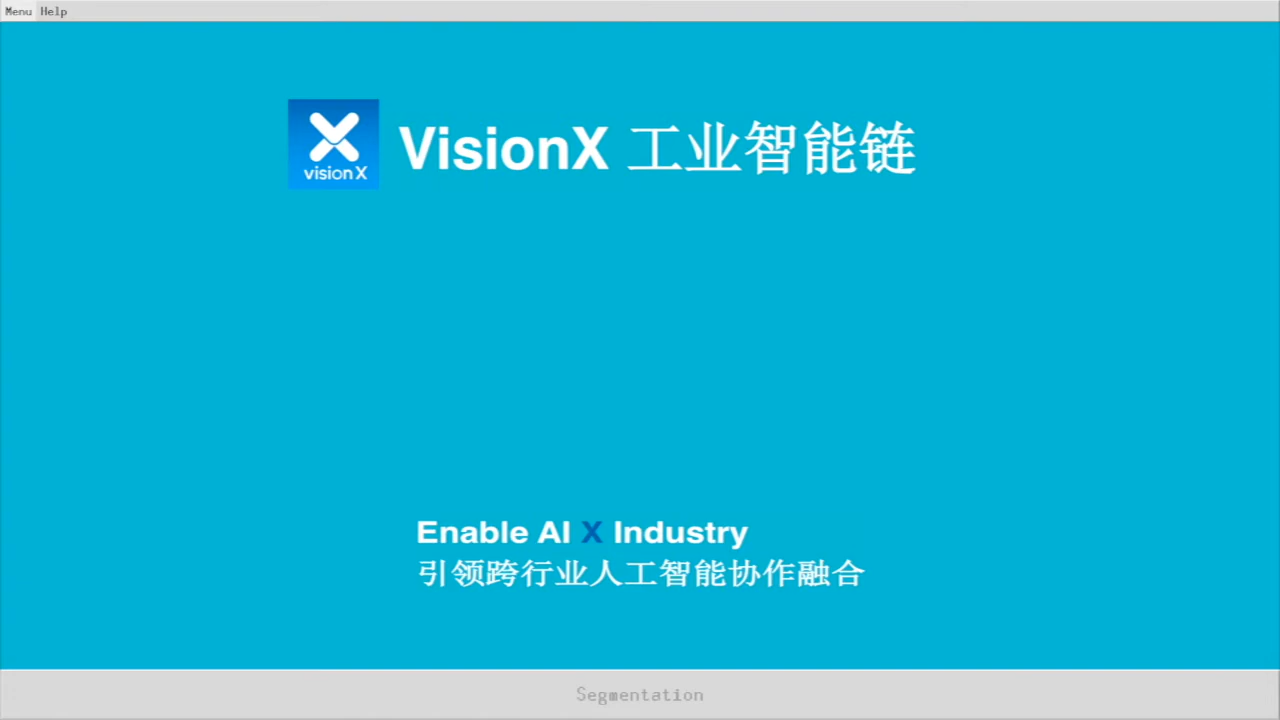 Menu Help
vision X
VisionX 工业智能链
Enable AI X Industry
引领跨行业人工智能协作融合
Segmentation